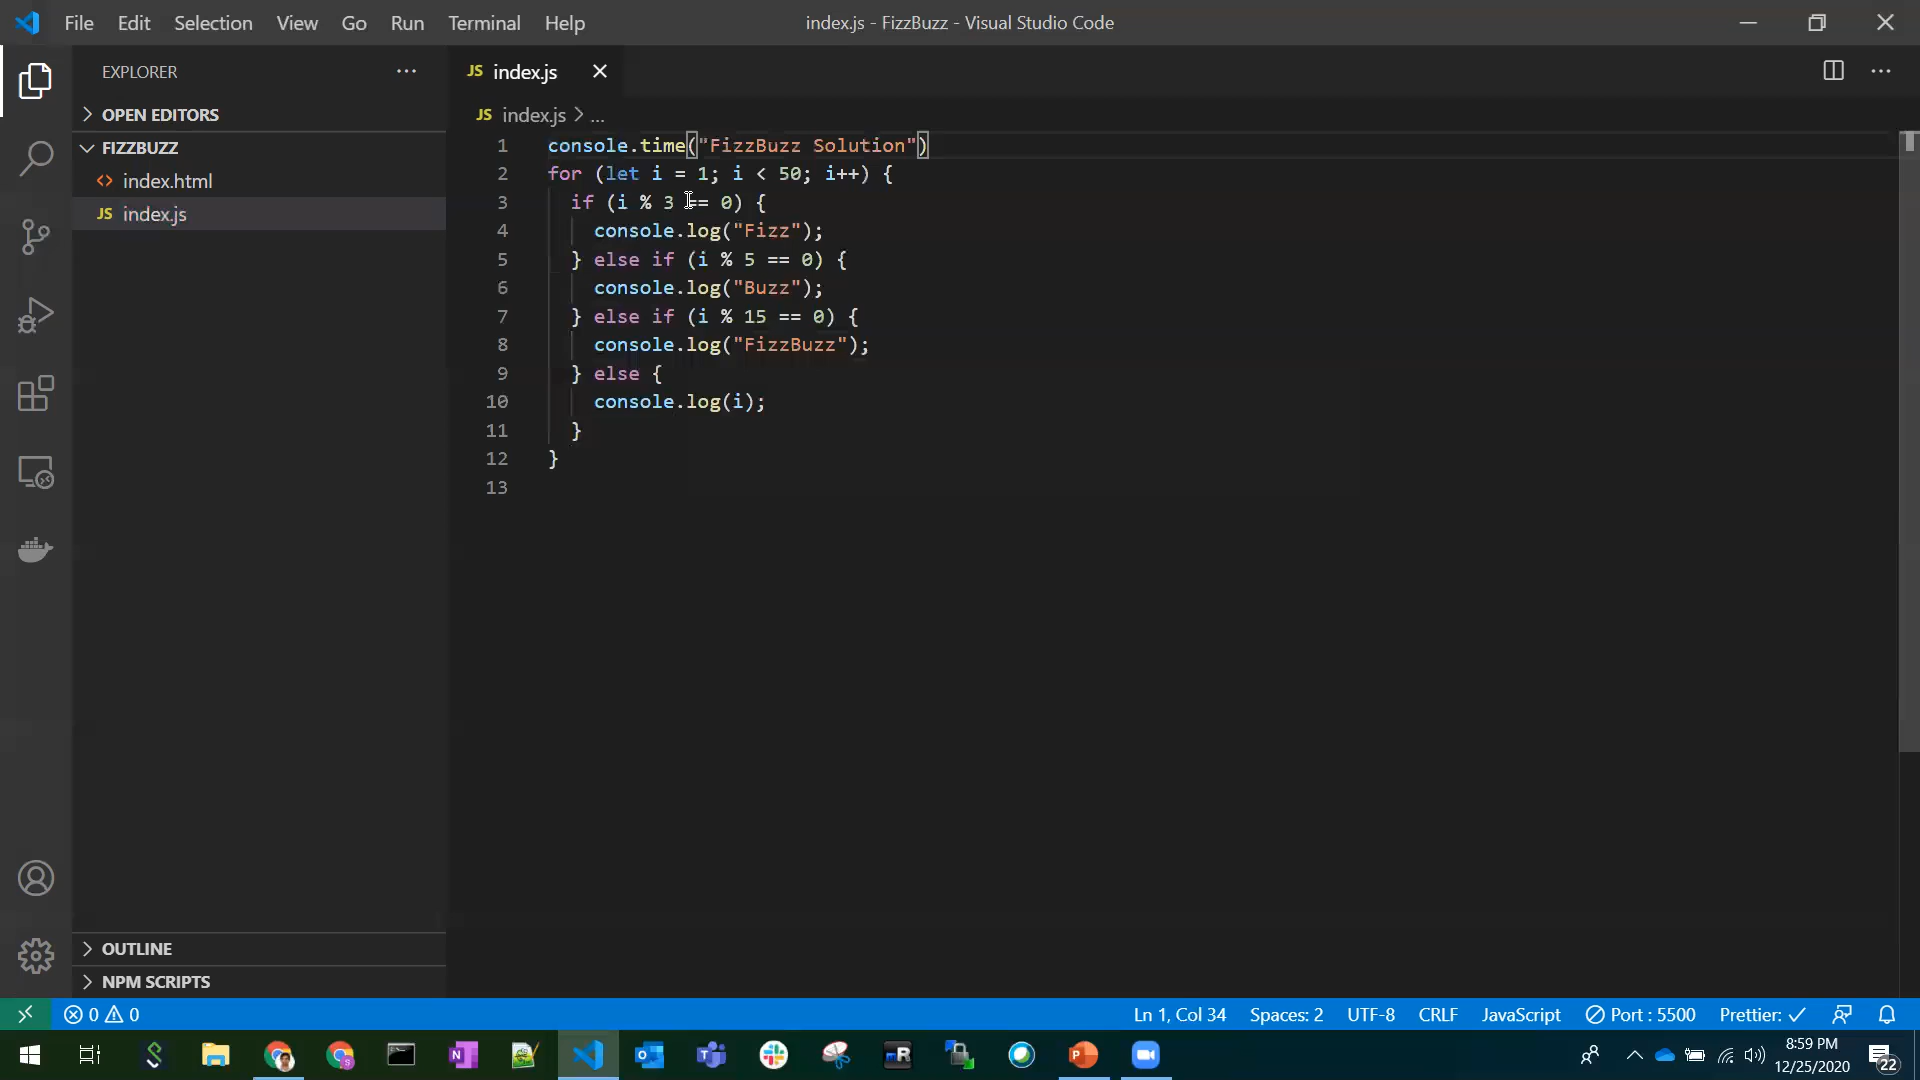 File Edit Selection View Go Run Terminal Help
index.js - FizzBuzz - Visual Studio Code
EXPLORER
OPEN EDITORS
FIZZBUZZ
<> index.html
JS index.js
JS index.js
JS index.js > ...
1 console.time("FizzBuzz Solution")
2 for (let i = 1; i < 50; i++) {
3 if (i % 3 == 0) {
4 console.log("Fizz");
5 } else if (i % 5 == 0) {
6 console.log("Buzz");
7 } else if (i % 15 == 0) {
8 console.log("FizzBuzz");
9 } else {
10 console.log(i);
11 }
12 }
13
OUTLINE
NPM SCRIPTS
0 0
Ln 1, Col 34 Spaces: 2 UTF-8 CRLF JavaScript Port : 5500 Prettier: ✓
8:59 PM
12/25/2020
22